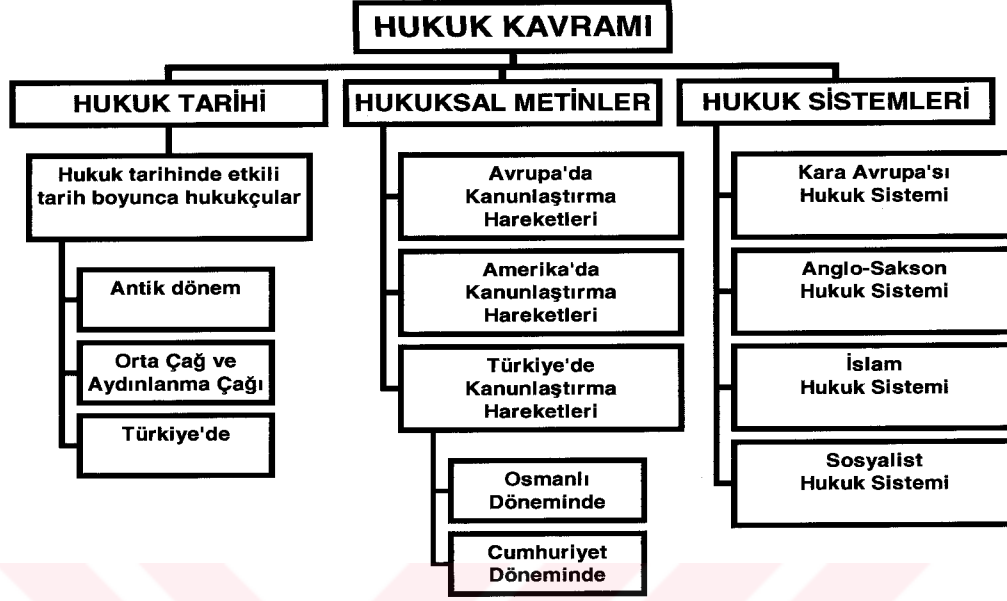 HUKUK KAVRAMI
HUKUK TARİHİ
Hukuk tarihinde etkili
tarih boyunca hukukçular
Antik dönem
Orta Çağ ve
Aydınlanma Çağı
Türkiye'de
HUKUKSAL METİNLER
Avrupa'da
Kanunlaştırma
Hareketleri
Amerika'da
Kanunlaştırma
Hareketleri
Türkiye'de
Kanunlaştırma
Hareketleri
Osmanlı
Döneminde
Cumhuriyet
Döneminde
HUKUK SİSTEMLERİ
Kara Avrupa'sı
Hukuk Sistemi
Anglo-Sakson
Hukuk Sistemi
İslam
Hukuk Sistemi
Sosyalist
Hukuk Sistemi